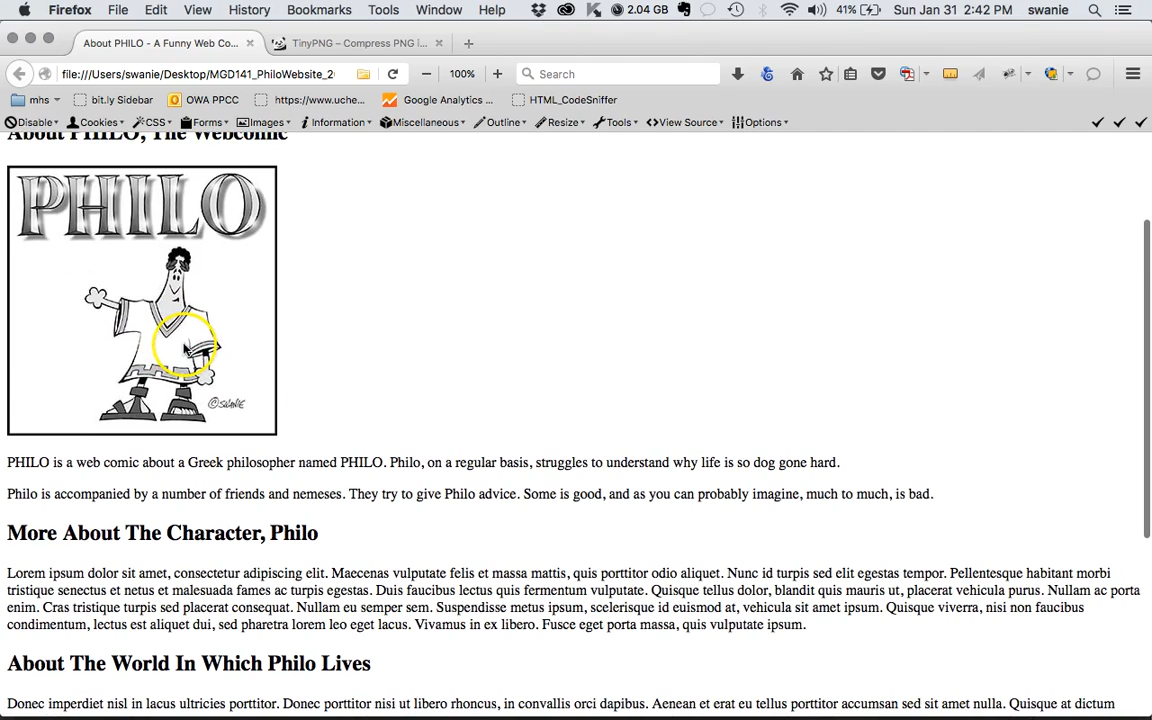 Firefox File Edit View History Bookmarks Tools Window Help 2.04 GB 41% Sun Jan 31 2:42 PM swanie
About PHILO - A Funny Web Co... TinyPNG – Compress PNG i...
file:///Users/swanie/Desktop/MGD141_PhiloWebsite_2 100% Search
mhs bit.ly Sidebar OWA PPCC https://www.uche... Google Analytics ... HTML_CodeSniffer
Disable Cookies CSS Forms Images Information Miscellaneous Outline Resize Tools View Source Options
About PHILO, The Webcomic
PHILO
©SWANIE
PHILO is a web comic about a Greek philosopher named PHILO. Philo, on a regular basis, struggles to understand why life is so dog gone hard.
Philo is accompanied by a number of friends and nemeses. They try to give Philo advice. Some is good, and as you can probably imagine, much to much, is bad.
More About The Character, Philo
Lorem ipsum dolor sit amet, consectetur adipiscing elit. Maecenas vulputate felis et massa mattis, quis porttitor odio aliquet. Nunc id turpis sed elit egestas tempor. Pellentesque habitant morbi
tristique senectus et netus et malesuada fames ac turpis egestas. Duis faucibus lectus quis fermentum vulputate. Quisque tellus dolor, blandit quis mauris ut, placerat vehicula purus. Nullam ac porta
enim. Cras tristique turpis sed placerat consequat. Nullam eu semper sem. Suspendisse metus ipsum, scelerisque id euismod at, vehicula sit amet ipsum. Quisque viverra, nisi non faucibus
condimentum, lectus est aliquet dui, sed pharetra lorem leo eget lacus. Vivamus in ex libero. Fusce eget porta massa, quis vulputate ipsum.
About The World In Which Philo Lives
Donec imperdiet nisl in lacus ultricies porttitor. Donec porttitor nisi ut libero rhoncus, in convallis orci dapibus. Aenean et erat eu tellus porttitor accumsan sed sit amet nulla. Quisque at dictum